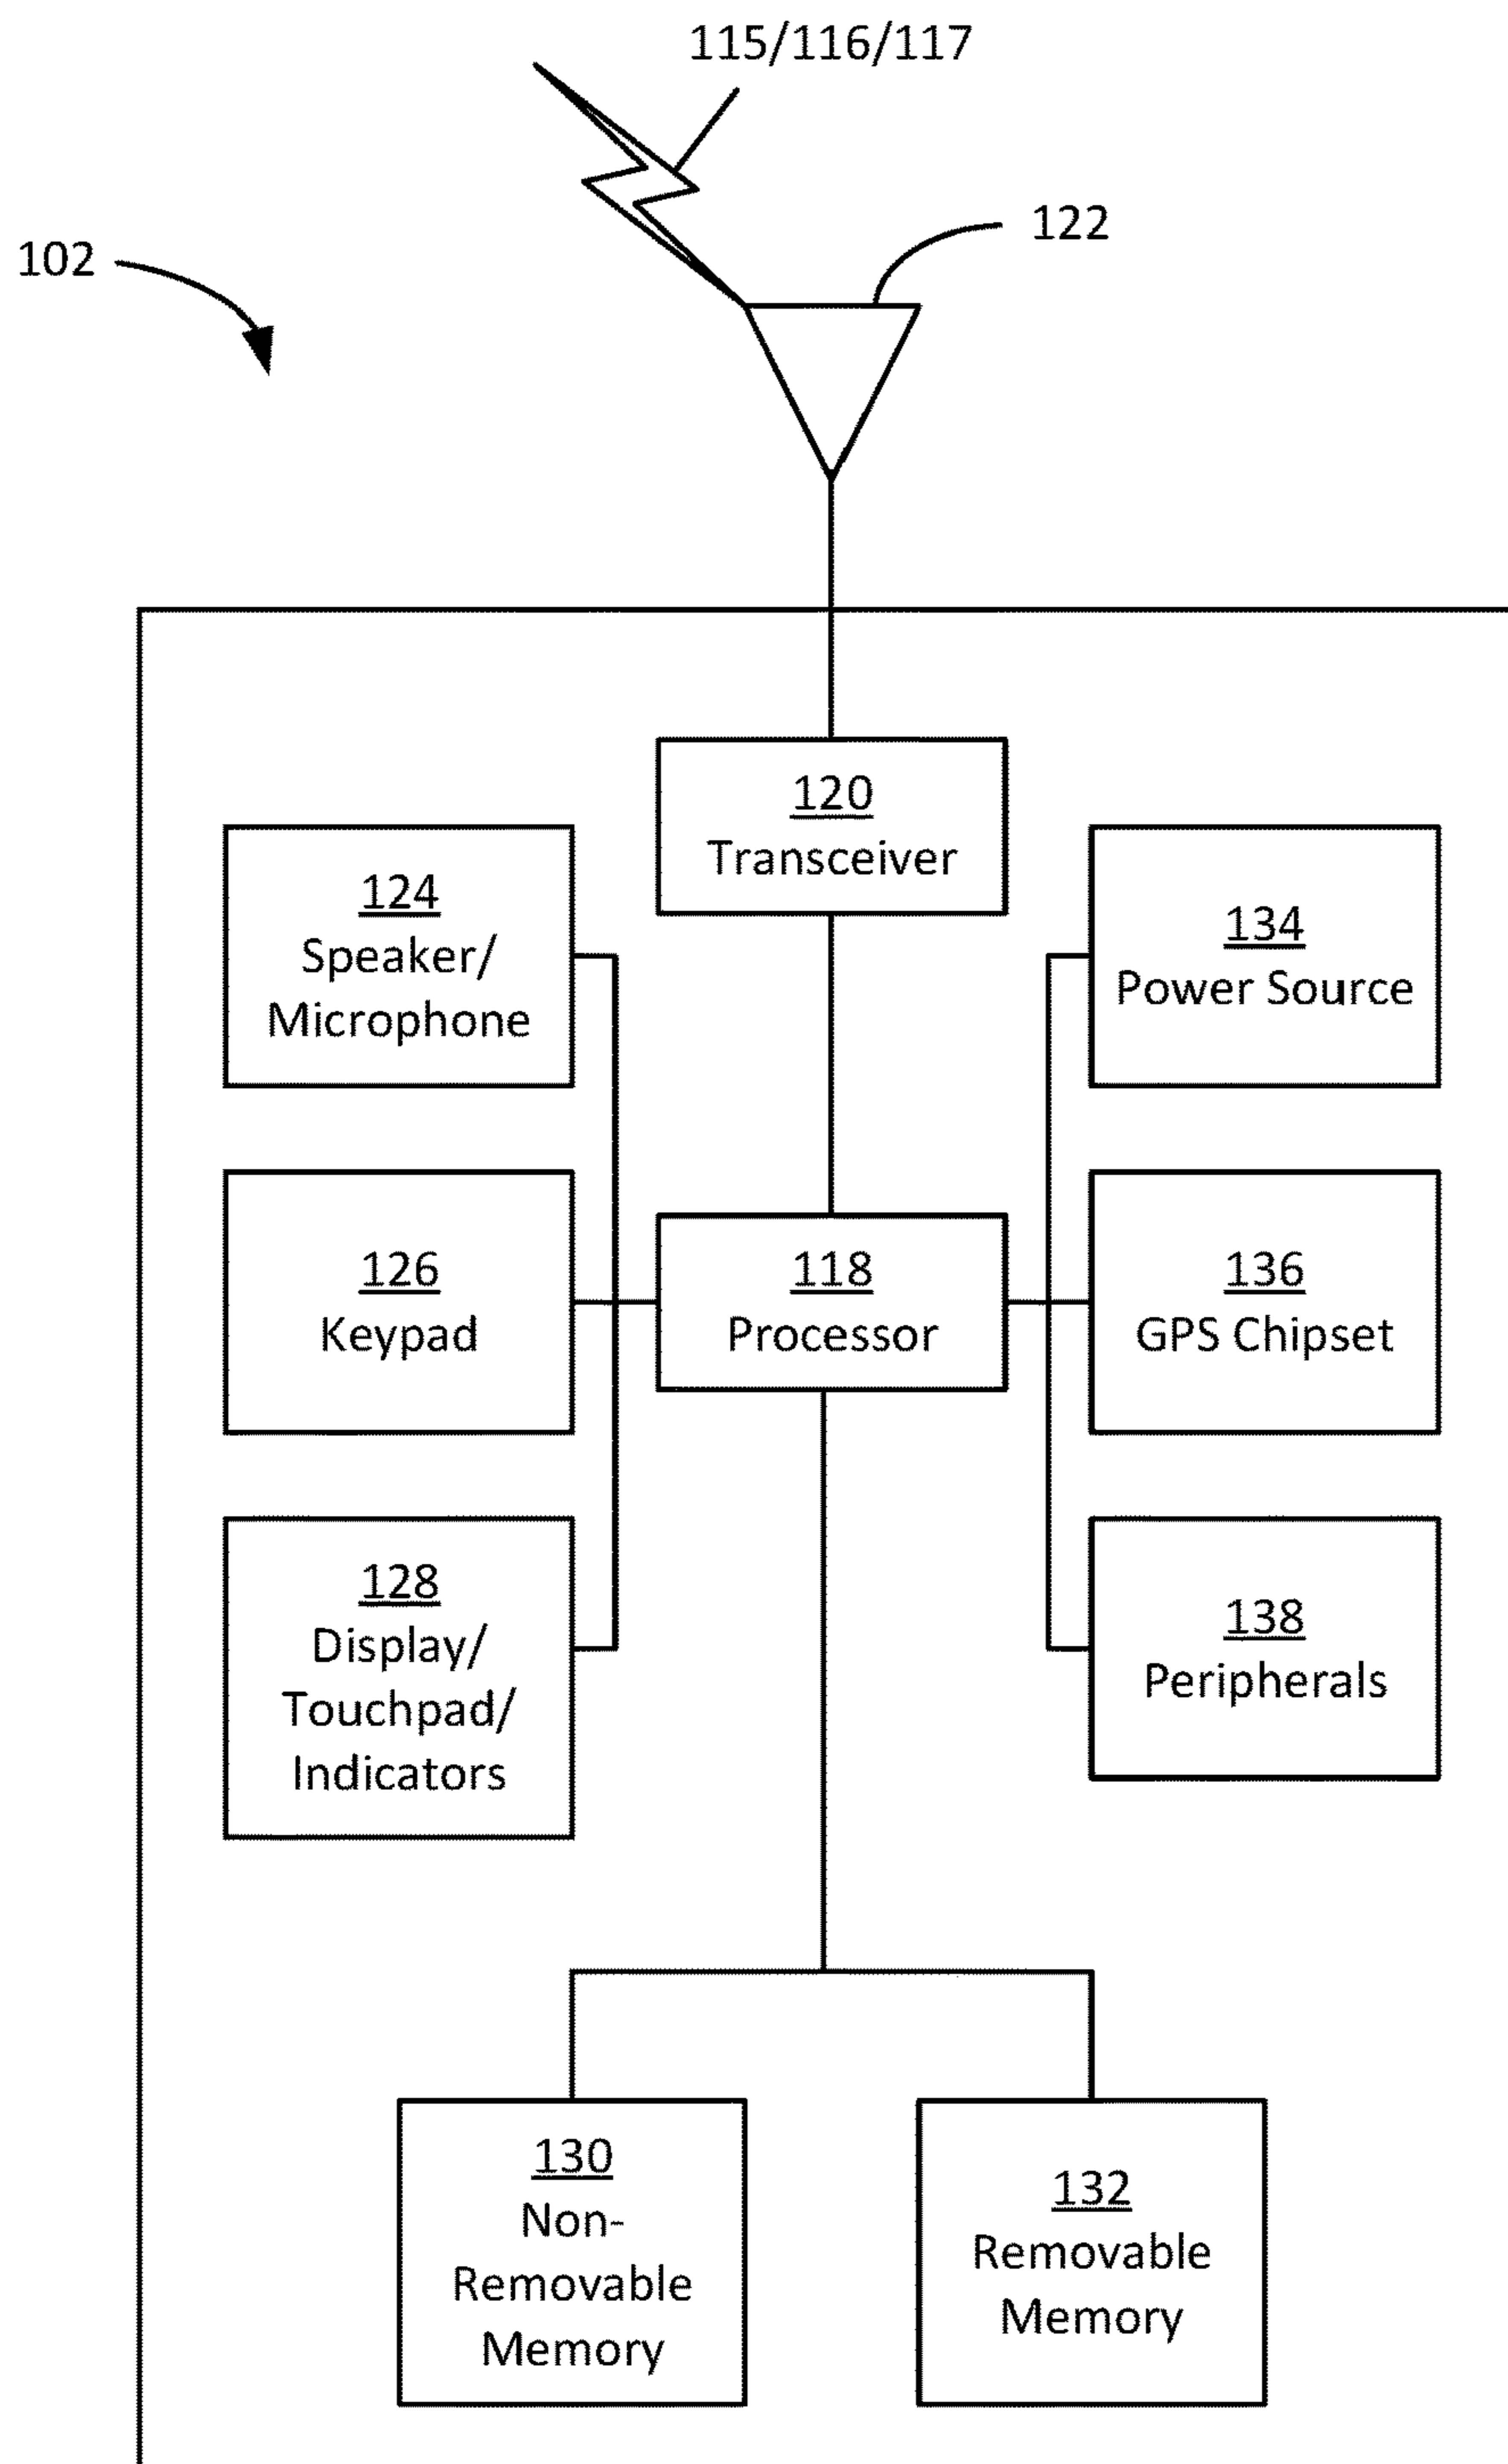 115/116/117
122
102
120
Transceiver
124
Speaker/
Microphone
134
Power Source
126
Keypad
118
Processor
136
GPS Chipset
128
Display/
Touchpad/
Indicators
138
Peripherals
130
Non-
Removable
Memory
132
Removable
Memory